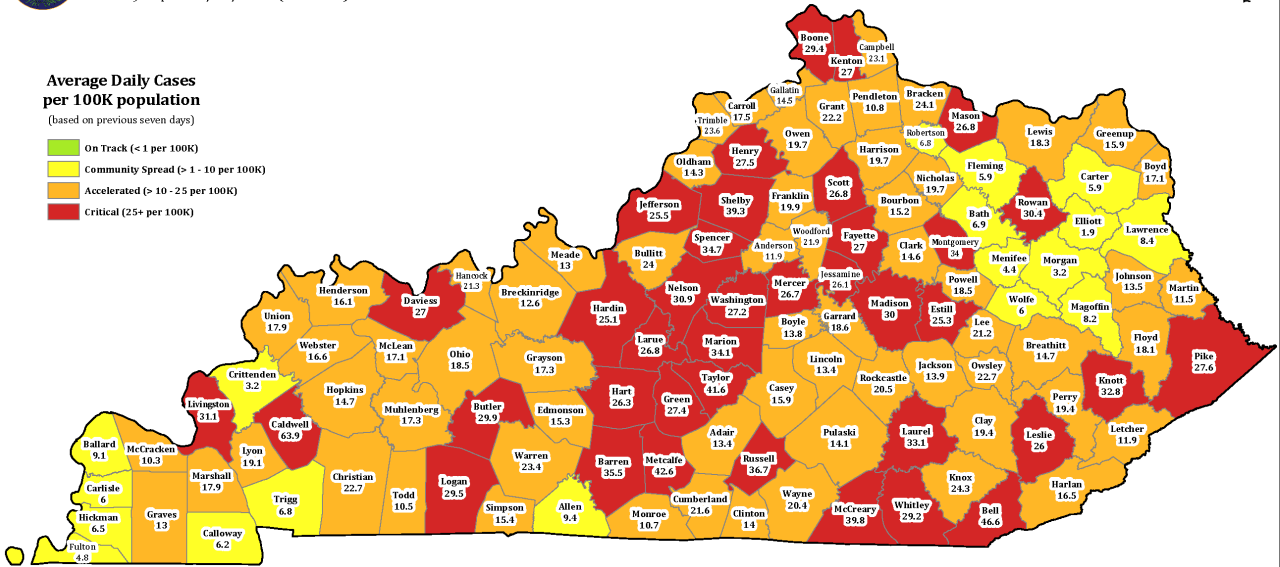 Average Daily Cases
per 100K population
(based on previous seven days)
On Track (< 1 per 100K)
Community Spread (> 1 - 10 per 100K)
Accelerated (> 10 - 25 per 100K)
Critical (25+ per 100K)
Boone
29.4
Kenton
27
Campbell
23.1
Gallatin
14.5
Carroll
17.5
Trimble
23.6
Grant
22.2
Pendleton
10.8
Bracken
24.1
Mason
26.8
Robertson
6.8
Lewis
18.3
Greenup
15.9
Boyd
17.1
Owen
19.7
Henry
27.5
Oldham
14.3
Harrison
19.7
Fleming
5.9
Carter
5.9
Nicholas
19.7
Scott
26.8
Shelby
39.3
Jefferson
25.5
Franklin
19.9
Bourbon
15.2
Rowan
30.4
Bath
6.9
Elliott
1.9
Lawrence
8.4
Spencer
34.7
Anderson
11.9
Woodford
21.9
Fayette
27
Clark
14.6
Montgomery
34
Bullitt
24
Meade
13
Menifee
4.4
Morgan
3.2
Johnson
13.5
Martin
11.5
Hancock
21.3
Breckinridge
12.6
Henderson
16.1
Daviess
27
Nelson
30.9
Washington
27.2
Mercer
26.7
Jessamine
26.1
Madison
30
Powell
18.5
Estill
25.3
Wolfe
6
Magoffin
8.2
Union
17.9
Hardin
25.1
Boyle
13.8
Garrard
18.6
Lee
21.2
Breathitt
14.7
Floyd
18.1
Pike
27.6
Webster
16.6
McLean
17.1
Ohio
18.5
Grayson
17.3
Larue
26.8
Marion
34.1
Lincoln
13.4
Rockcastle
20.5
Jackson
13.9
Owsley
22.7
Knott
32.8
Crittenden
3.2
Hopkins
14.7
Muhlenberg
17.3
Butler
29.9
Edmonson
15.3
Hart
26.3
Green
27.4
Taylor
41.6
Casey
15.9
Perry
19.4
Livingston
31.1
Caldwell
63.9
Adair
13.4
Pulaski
14.1
Laurel
33.1
Clay
19.4
Leslie
26
Letcher
11.9
Ballard
9.1
McCracken
10.3
Lyon
19.1
Warren
23.4
Barren
35.5
Metcalfe
42.6
Russell
36.7
Marshall
17.9
Christian
22.7
Logan
29.5
Knox
24.3
Harlan
16.5
Carlisle
6
Trigg
6.8
Todd
10.5
Simpson
15.4
Allen
9.4
Monroe
10.7
Cumberland
21.6
Clinton
14
Wayne
20.4
McCreary
39.8
Whitley
29.2
Bell
46.6
Hickman
6.5
Graves
13
Calloway
6.2
Fulton
4.8